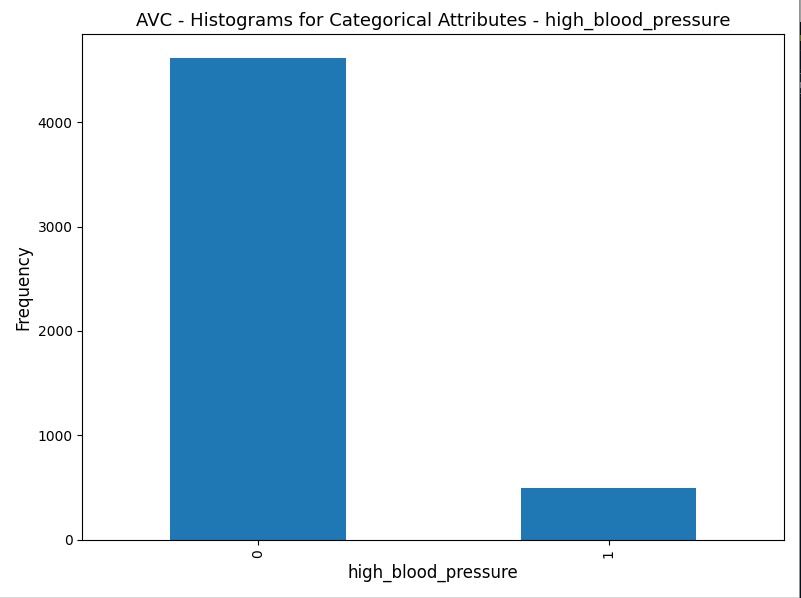 AVC - Histograms for Categorical Attributes - high_blood_pressure
Frequency
4000
3000
2000
1000
0
0
1
high_blood_pressure